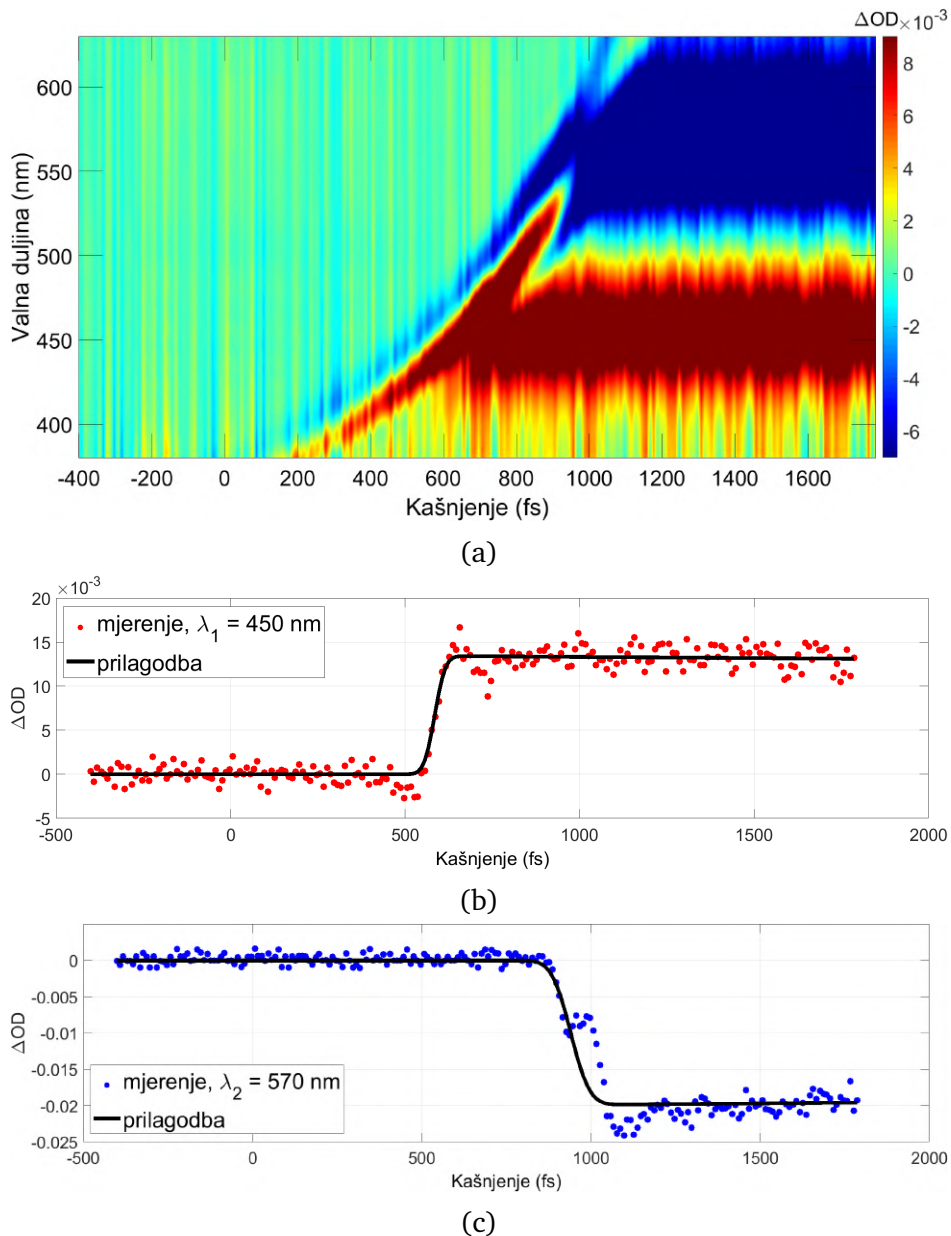 ΔOD×10⁻³
Valna duljina (nm)
600
550
500
450
400
8
6
4
2
0
-2
-4
-6
-400 -200 0 200 400 600 800 1000 1200 1400 1600
Kašnjenje (fs)
(a)
×10⁻³
20
15
10
5
0
-5
ΔOD
mjerenje, λ₁ = 450 nm
prilagodba
-500 0 500 1000 1500 2000
Kašnjenje (fs)
(b)
0
-0.005
-0.01
-0.015
-0.02
-0.025
ΔOD
mjerenje, λ₂ = 570 nm
prilagodba
-500 0 500 1000 1500 2000
Kašnjenje (fs)
(c)